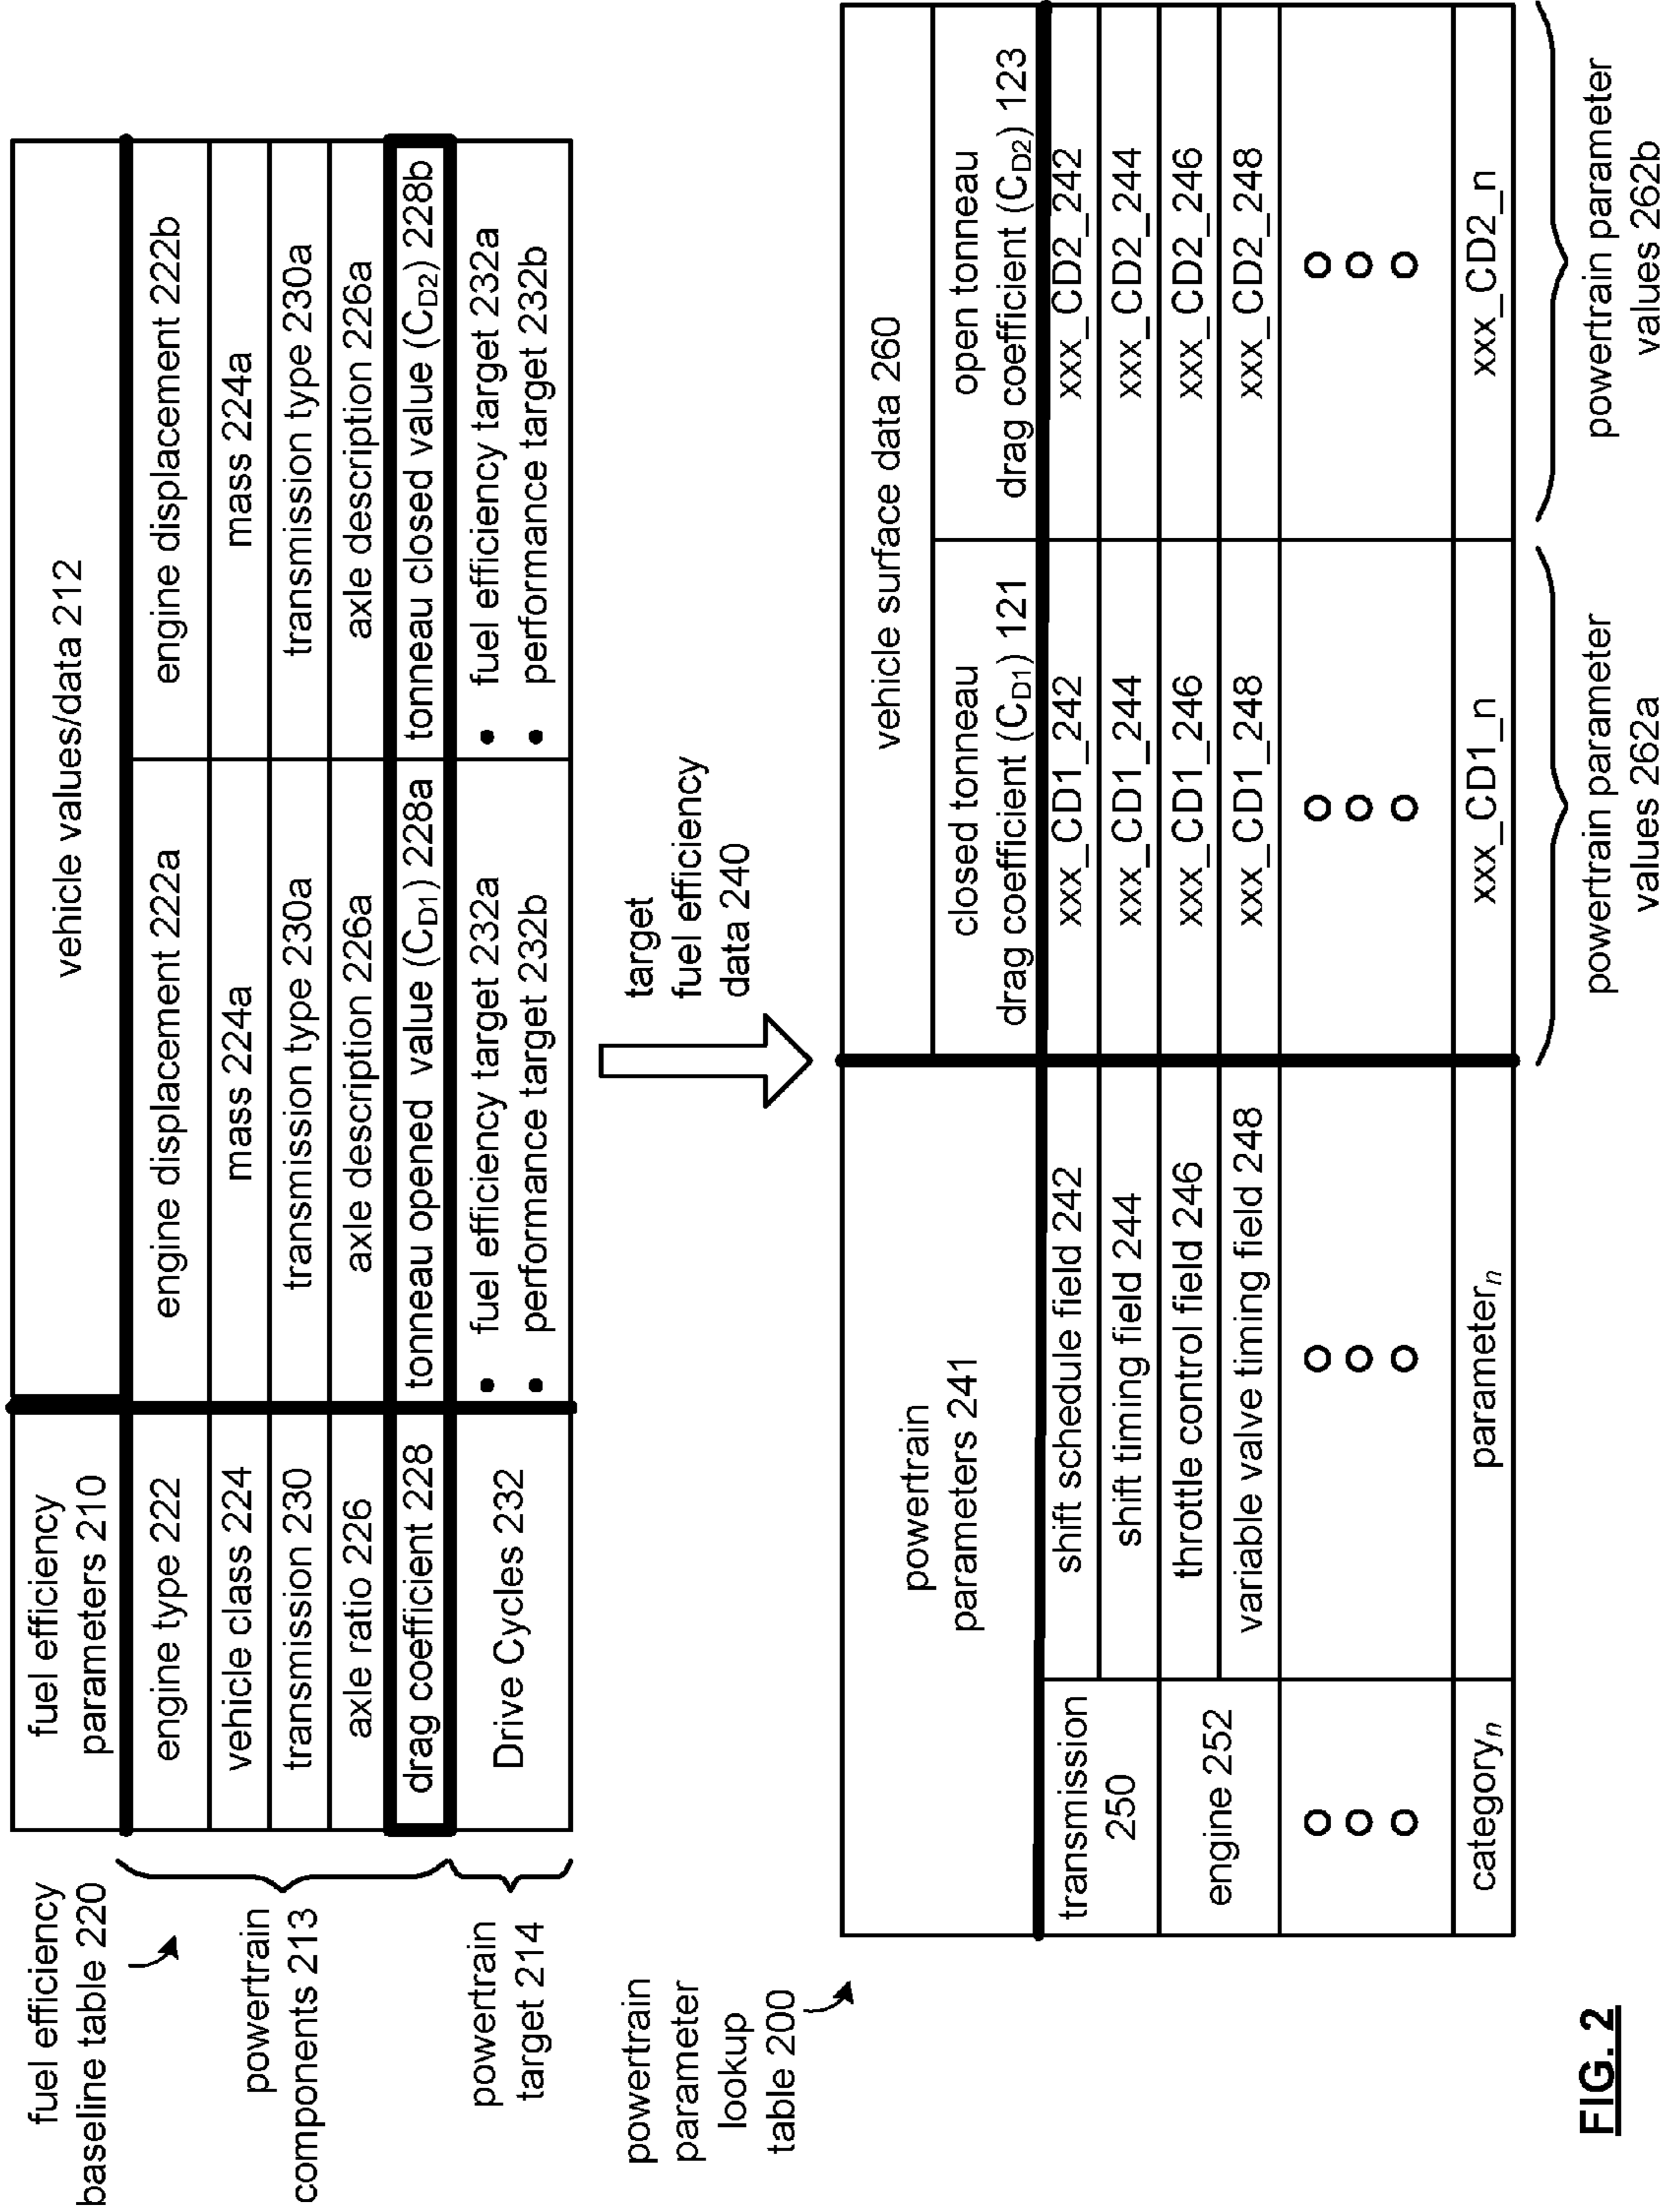 fuel efficiency
baseline table 220
fuel efficiency
parameters 210
vehicle values/data 212
powertrain
components 213
engine type 222
engine displacement 222a
engine displacement 222b
vehicle class 224
mass 224a
mass 224a
transmission 230
transmission type 230a
transmission type 230a
axle ratio 226
axle description 226a
axle description 226a
drag coefficient 228
tonneau opened value (CD1) 228a
tonneau closed value (CD2) 228b
powertrain
target 214
Drive Cycles 232
• fuel efficiency target 232a
• performance target 232b
• fuel efficiency target 232a
• performance target 232b
target
fuel efficiency
data 240
powertrain
parameter
lookup
table 200
powertrain
parameters 241
vehicle surface data 260
closed tonneau
drag coefficient (CD1) 121
open tonneau
drag coefficient (CD2) 123
transmission
250
shift schedule field 242
xxx_CD1_242
xxx_CD2_242
shift timing field 244
xxx_CD1_244
xxx_CD2_244
engine 252
throttle control field 246
xxx_CD1_246
xxx_CD2_246
variable valve timing field 248
xxx_CD1_248
xxx_CD2_248
categoryn
parametern
xxx_CD1_n
xxx_CD2_n
powertrain parameter
values 262a
powertrain parameter
values 262b
FIG. 2